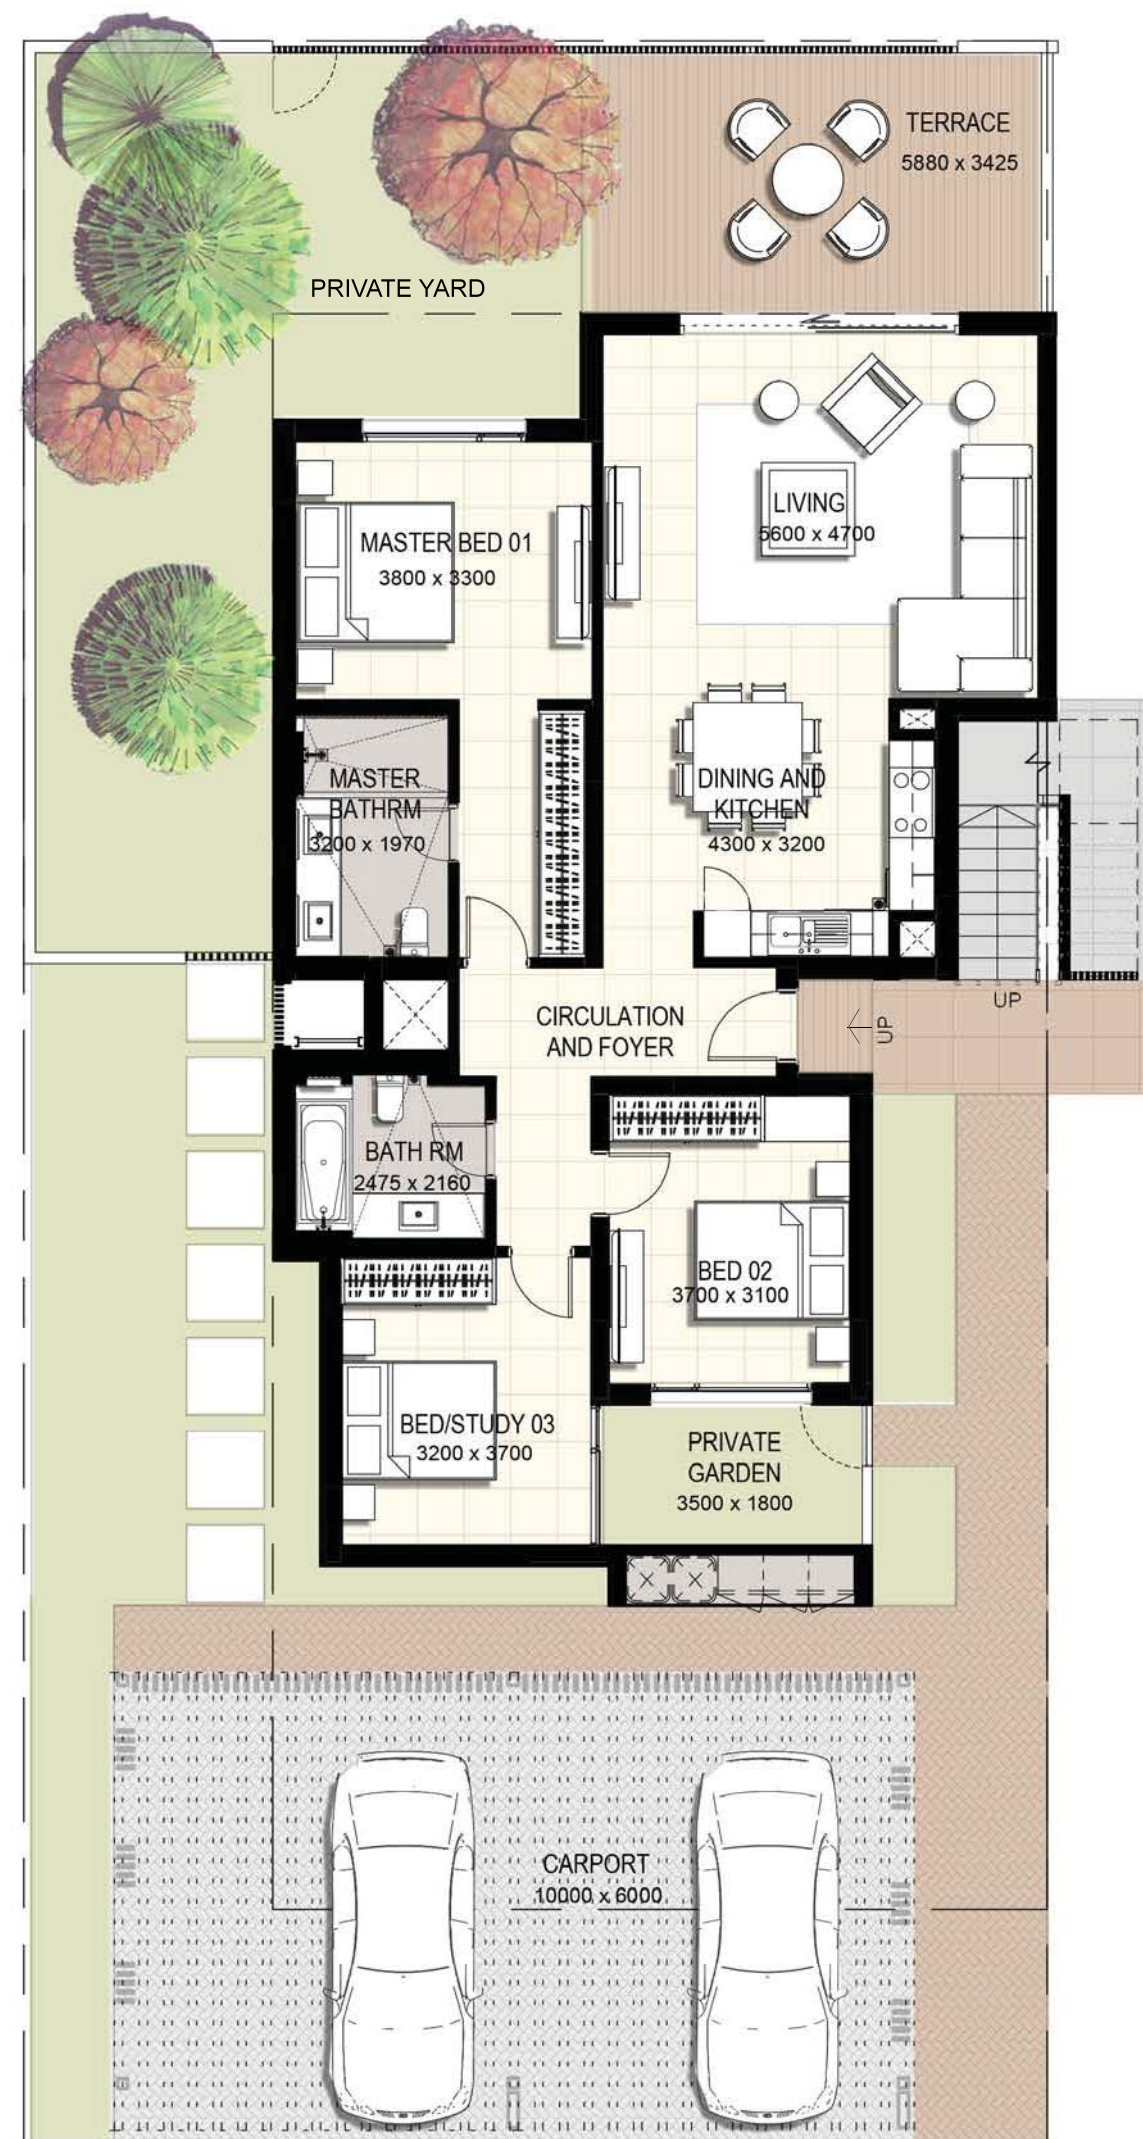 TERRACE
5880 x 3425
PRIVATE YARD
LIVING
5600 x 4700
MASTER BED 01
3800 x 3300
MASTER
BATHRM
3200 x 1970
DINING AND
KITCHEN
4300 x 3200
UP
CIRCULATION
AND FOYER
UP
BATH RM
2475 x 2160
BED 02
3700 x 3100
BED/STUDY 03
3200 x 3700
PRIVATE
GARDEN
3500 x 1800
CARPORT
10000 x 6000